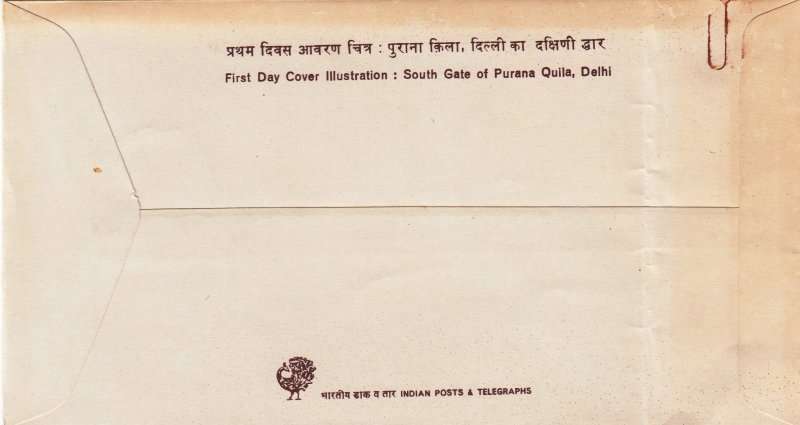 प्रथम दिवस आवरण चित्र : पुराना क़िला, दिल्ली का दक्षिणी द्वार
First Day Cover Illustration : South Gate of Purana Quila, Delhi
भारतीय डाक व तार INDIAN POSTS & TELEGRAPHS